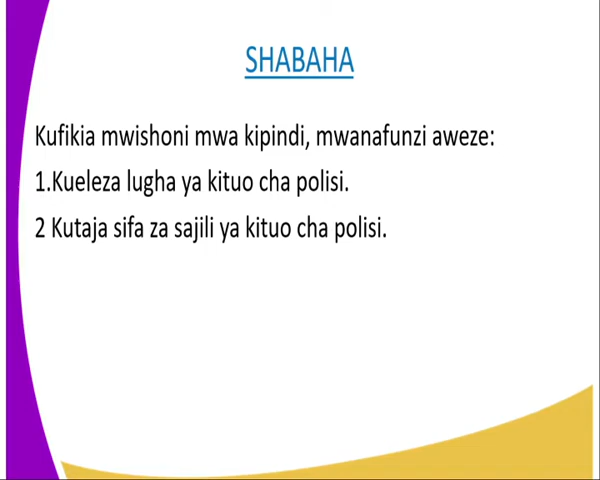 SHABAHA
Kufikia mwishoni mwa kipindi, mwanafunzi aweze:
1.Kueleza lugha ya kituo cha polisi.
2 Kutaja sifa za sajili ya kituo cha polisi.